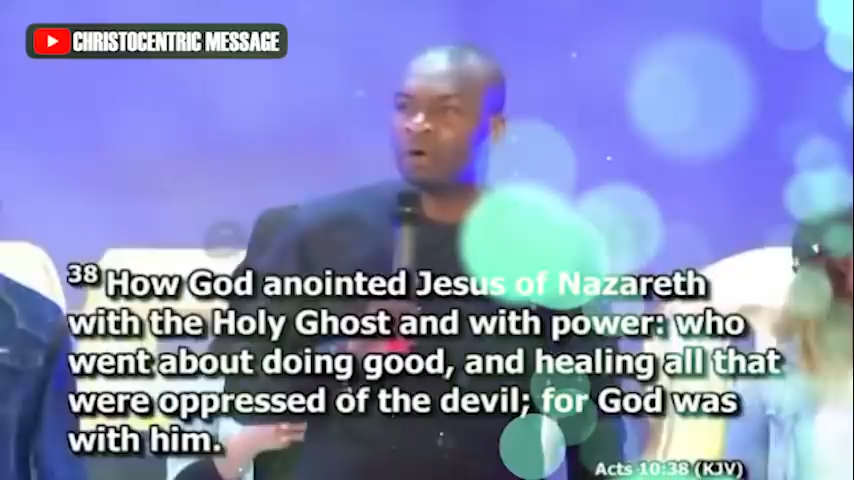 CHRISTOCENTRIC MESSAGE
38 How God anointed Jesus of Nazareth
with the Holy Ghost and with power: who
went about doing good, and healing all that
were oppressed of the devil; for God was
with him.
Acts 10:38 (KJV)